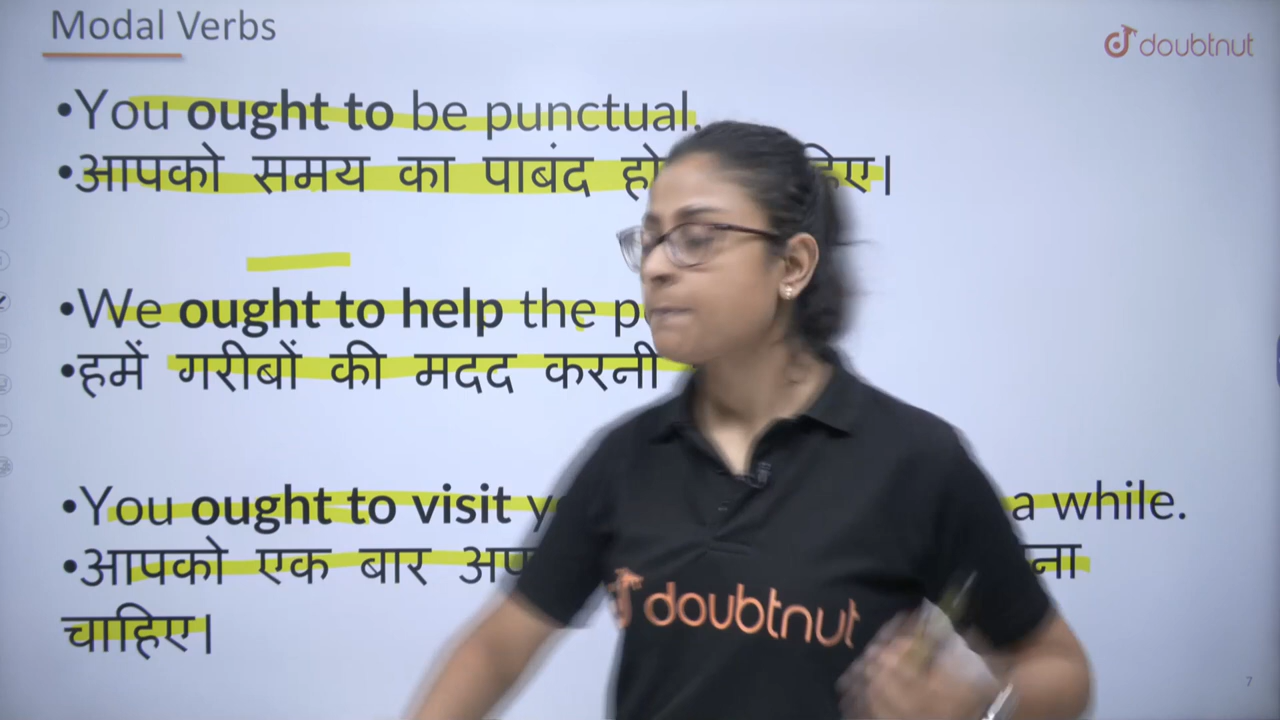 Modal Verbs
doubtnut
•You ought to be punctual.
•आपको समय का पाबंद
•We ought to help the
•हमें गरीबों की मदद करनी
•You ought to visit a while.
•आपको एक बार
चाहिए।
doubtnut
7